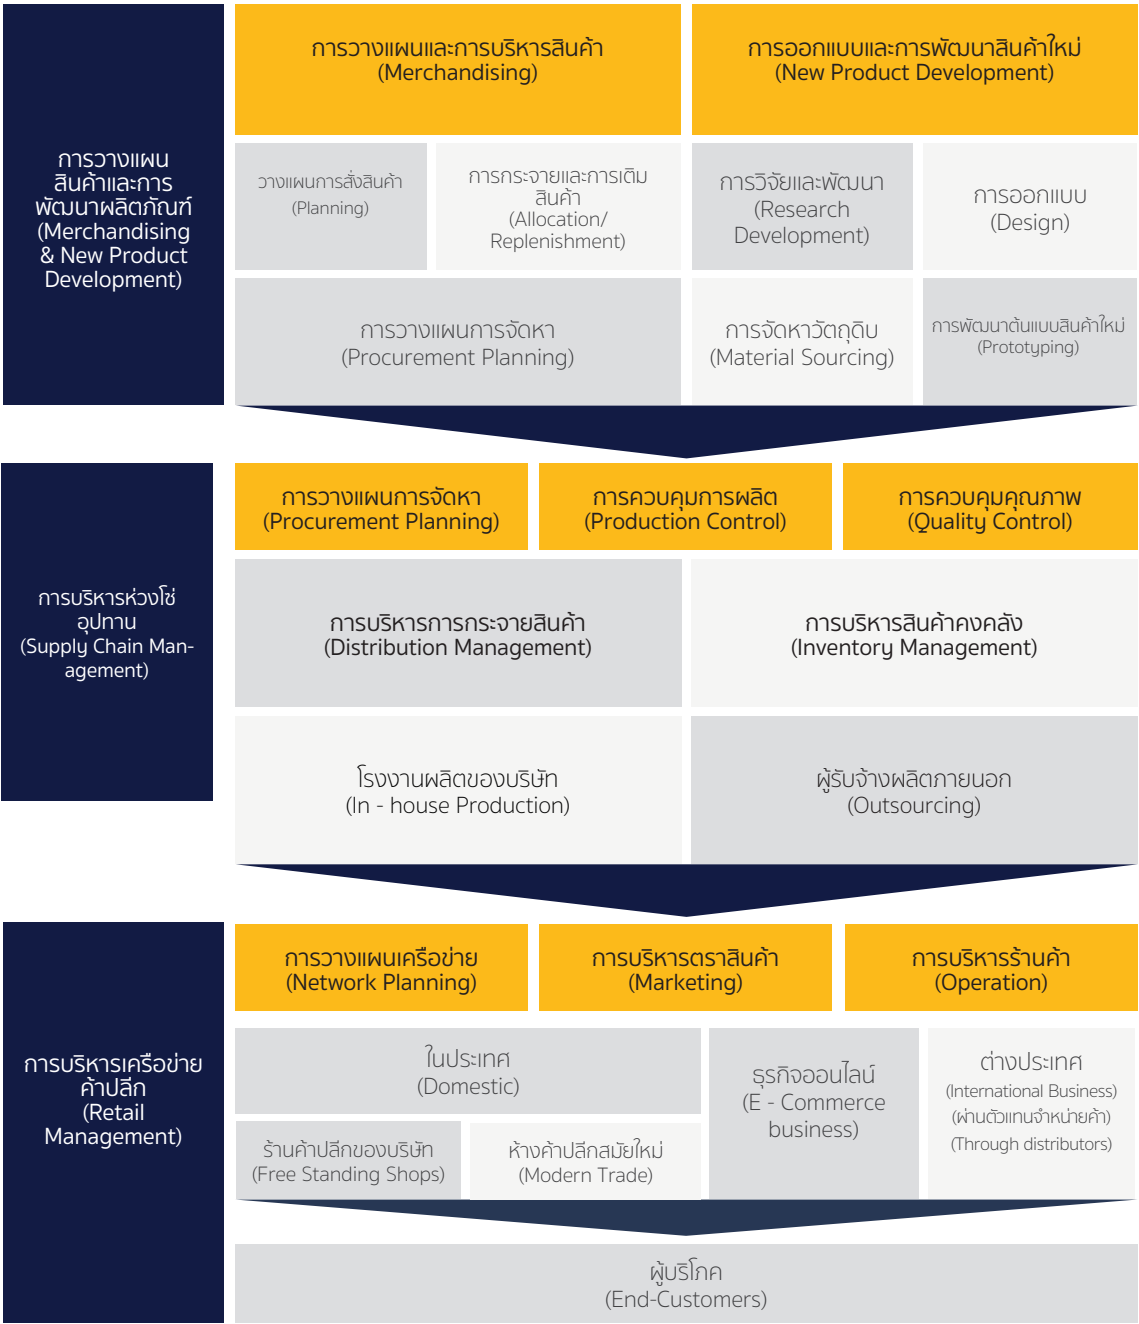 การวางแผน
สินค้าและการ
พัฒนาผลิตภัณฑ์
(Merchandising
& New Product
Development)
การวางแผนและการบริหารสินค้า
(Merchandising)
การออกแบบและการพัฒนาสินค้าใหม่
(New Product Development)
วางแผนการสั่งสินค้า
(Planning)
การกระจายและการเติม
สินค้า
(Allocation/
Replenishment)
การวิจัยและพัฒนา
(Research
Development)
การออกแบบ
(Design)
การวางแผนการจัดหา
(Procurement Planning)
การจัดหาวัตถุดิบ
(Material Sourcing)
การพัฒนาต้นแบบสินค้าใหม่
(Prototyping)
การบริหารห่วงโซ่
อุปทาน
(Supply Chain Man-
agement)
การวางแผนการจัดหา
(Procurement Planning)
การควบคุมการผลิต
(Production Control)
การควบคุมคุณภาพ
(Quality Control)
การบริหารการกระจายสินค้า
(Distribution Management)
การบริหารสินค้าคงคลัง
(Inventory Management)
โรงงานผลิตของบริษัท
(In - house Production)
ผู้รับจ้างผลิตภายนอก
(Outsourcing)
การบริหารเครือข่าย
ค้าปลีก
(Retail
Management)
การวางแผนเครือข่าย
(Network Planning)
การบริหารตราสินค้า
(Marketing)
การบริหารร้านค้า
(Operation)
ในประเทศ
(Domestic)
ร้านค้าปลีกของบริษัท
(Free Standing Shops)
ห้างค้าปลีกสมัยใหม่
(Modern Trade)
ธุรกิจออนไลน์
(E - Commerce
business)
ต่างประเทศ
(International Business)
(ผ่านตัวแทนจำหน่ายค้า)
(Through distributors)
ผู้บริโภค
(End-Customers)